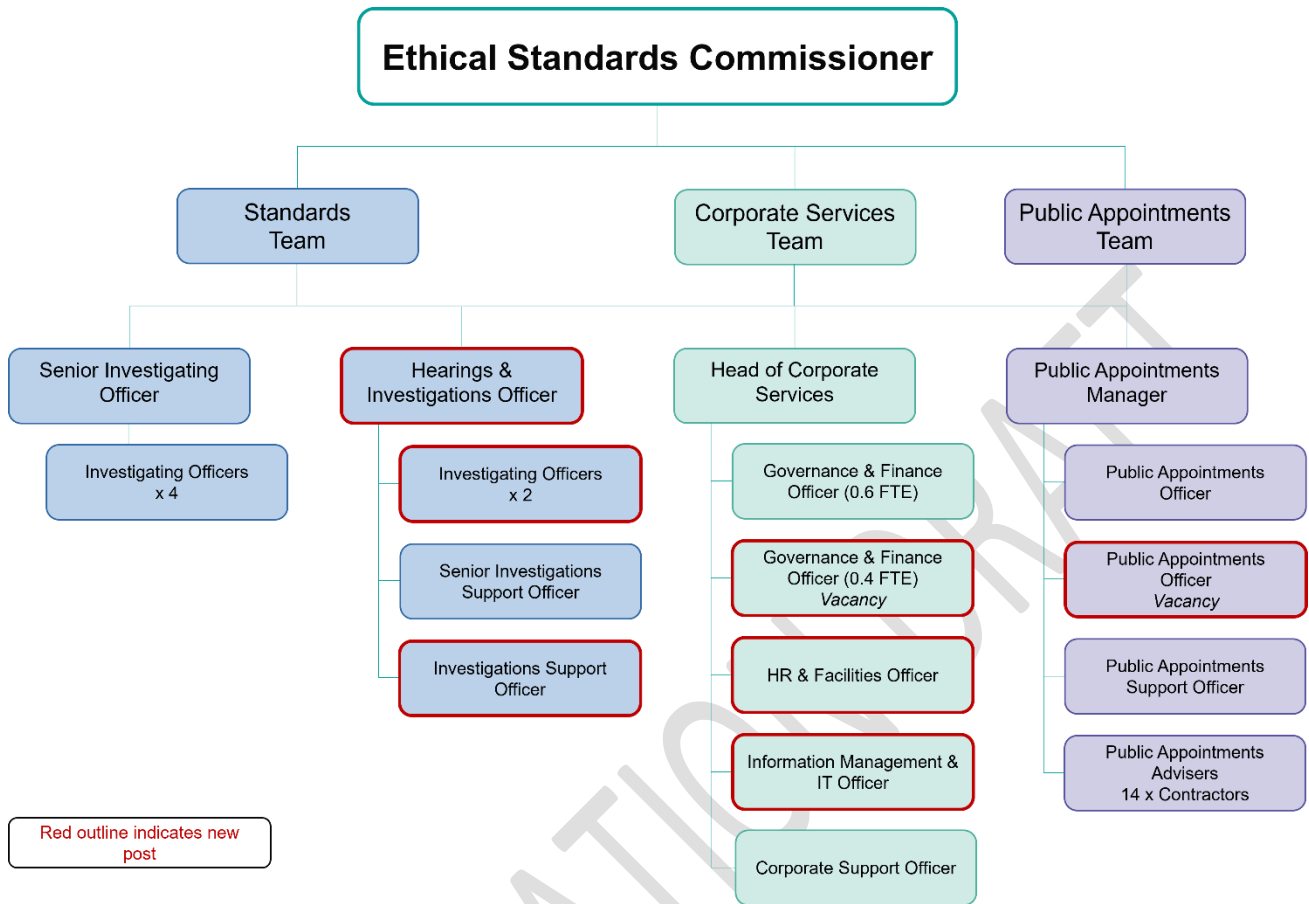 Ethical Standards Commissioner
Standards
Team
Corporate Services
Team
Public Appointments
Team
Senior Investigating
Officer
Investigating Officers
x 4
Hearings &
Investigations Officer
Investigating Officers
x 2
Senior Investigations
Support Officer
Investigations Support
Officer
Head of Corporate
Services
Governance & Finance
Officer (0.6 FTE)
Governance & Finance
Officer (0.4 FTE)
Vacancy
HR & Facilities Officer
Information Management &
IT Officer
Corporate Support Officer
Public Appointments
Manager
Public Appointments
Officer
Public Appointments
Officer
Vacancy
Public Appointments
Support Officer
Public Appointments
Advisers
14 x Contractors
Red outline indicates new
post
ATION DRAFT